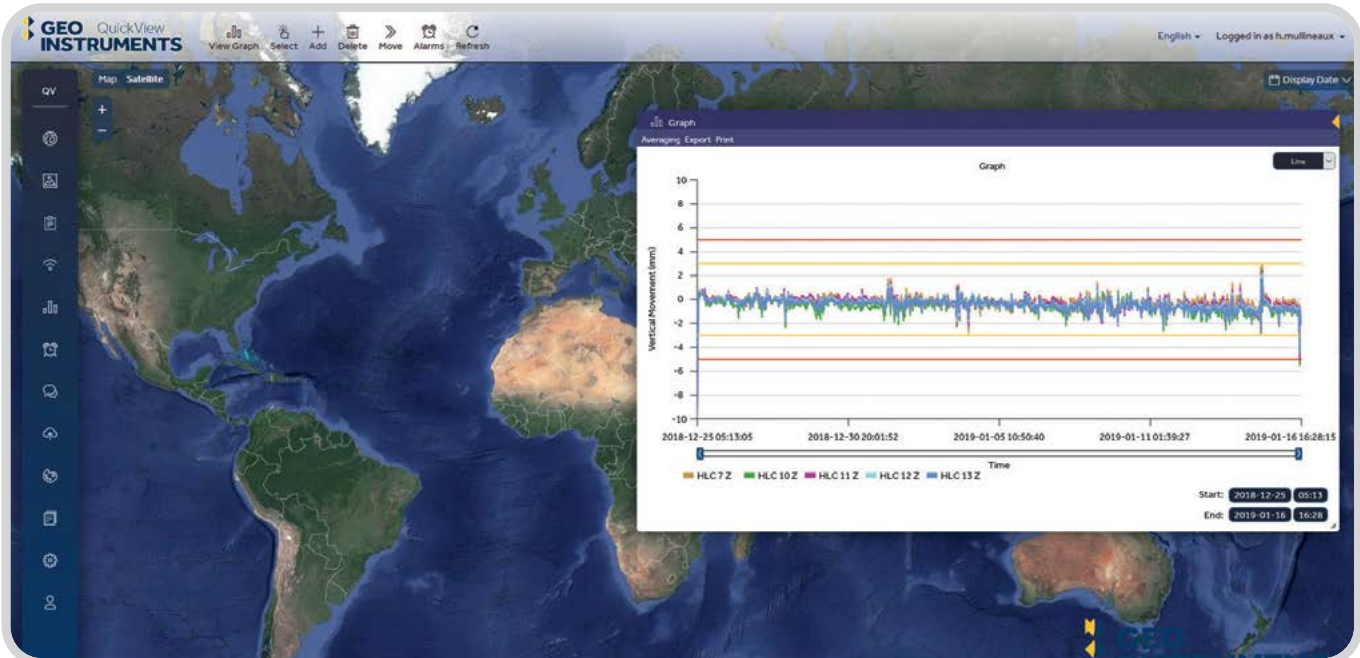 GEO QuickView
INSTRUMENTS
View Graph Select Add Delete Move Alarms Refresh
English Logged in as h.mullineaux
QV
Map Satellite
Display Date
+
−
Graph
Averaging Export Print
Graph
Line
Vertical Movement (mm)
10
8
6
4
2
0
-2
-4
-6
-8
-10
2018-12-25 05:13:05 2018-12-30 20:01:52 2019-01-05 10:50:40 2019-01-11 01:39:27 2019-01-16 16:28:15
Time
HLC 7 Z HLC 10 Z HLC 11 Z HLC 12 Z HLC 13 Z
Start: 2018-12-25 05:13
End: 2019-01-16 16:28
GEO